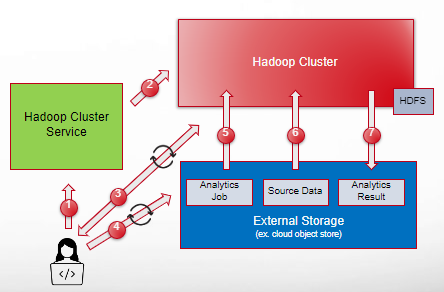 Hadoop Cluster
2
Hadoop Cluster
Service
HDFS
5
6
7
3
1
4
Analytics
Job
Source Data
Analytics
Result
External Storage
(ex. cloud object store)
</>